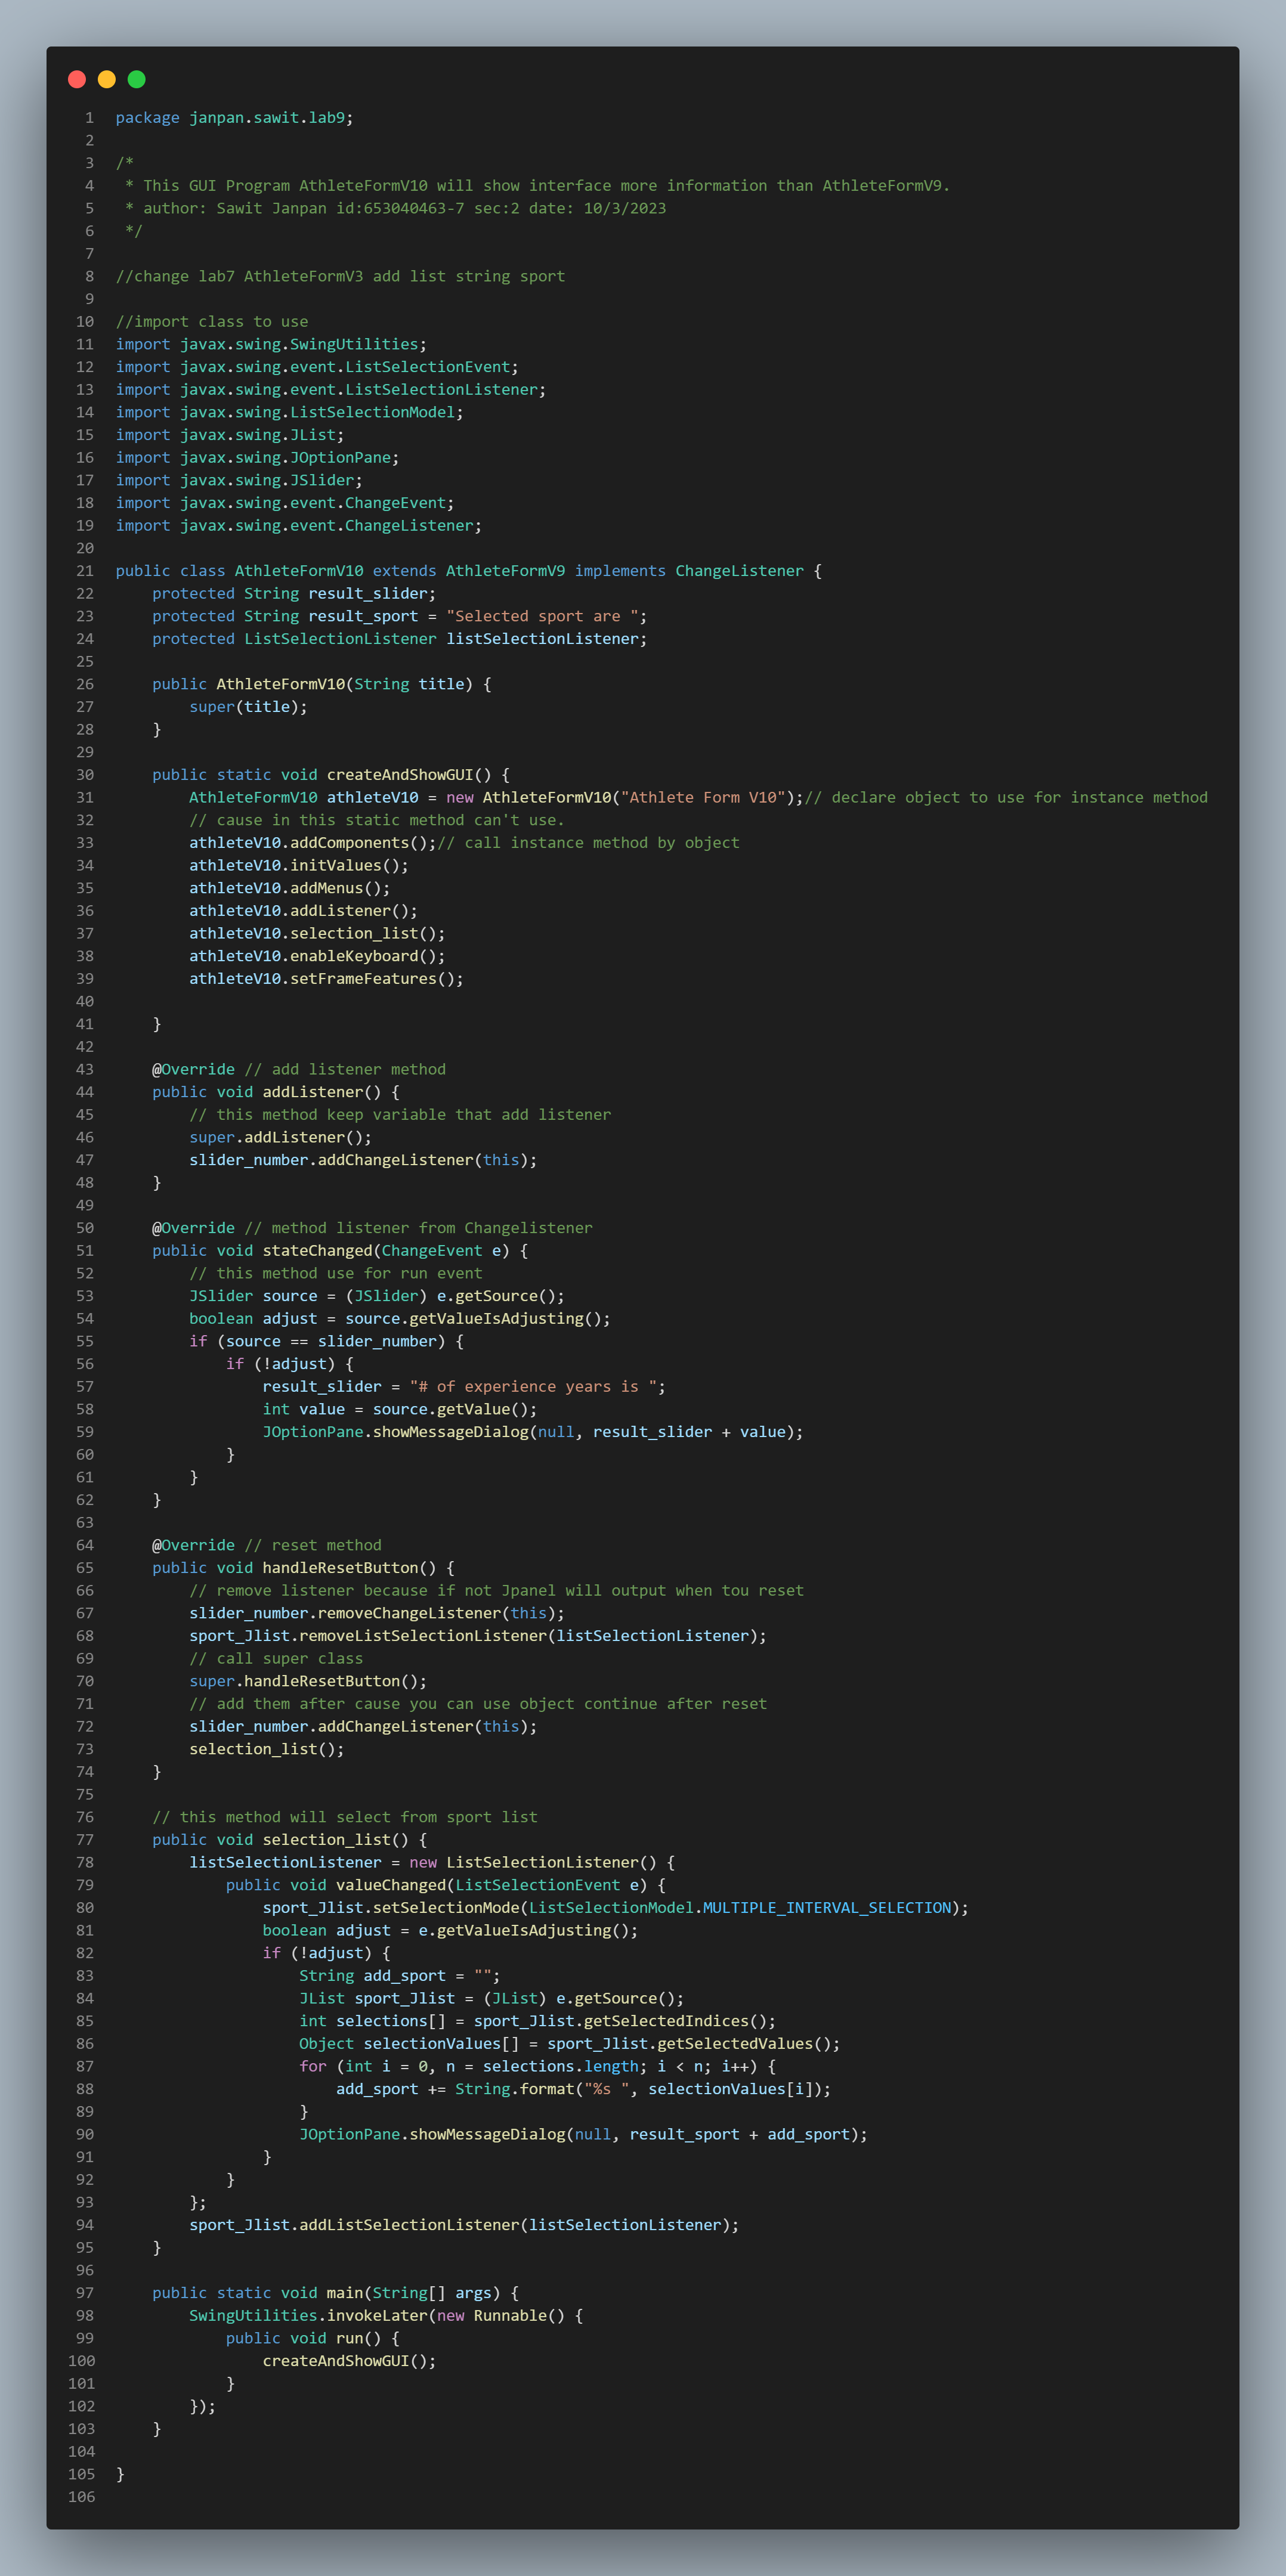 1 package janpan.sawit.lab9;
2
3 /*
4  * This GUI Program AthleteFormV10 will show interface more information than AthleteFormV9.
5  * author: Sawit Janpan id:653040463-7 sec:2 date: 10/3/2023
6  */
7
8 //change lab7 AthleteFormV3 add list string sport
9
10 //import class to use
11 import javax.swing.SwingUtilities;
12 import javax.swing.event.ListSelectionEvent;
13 import javax.swing.event.ListSelectionListener;
14 import javax.swing.ListSelectionModel;
15 import javax.swing.JList;
16 import javax.swing.JOptionPane;
17 import javax.swing.JSlider;
18 import javax.swing.event.ChangeEvent;
19 import javax.swing.event.ChangeListener;
20
21 public class AthleteFormV10 extends AthleteFormV9 implements ChangeListener {
22     protected String result_slider;
23     protected String result_sport = "Selected sport are ";
24     protected ListSelectionListener listSelectionListener;
25
26     public AthleteFormV10(String title) {
27         super(title);
28     }
29
30     public static void createAndShowGUI() {
31         AthleteFormV10 athleteV10 = new AthleteFormV10("Athlete Form V10");// declare object to use for instance method
32         // cause in this static method can't use.
33         athleteV10.addComponents();// call instance method by object
34         athleteV10.initValues();
35         athleteV10.addMenus();
36         athleteV10.addListener();
37         athleteV10.selection_list();
38         athleteV10.enableKeyboard();
39         athleteV10.setFrameFeatures();
40
41     }
42
43     @Override // add listener method
44     public void addListener() {
45         // this method keep variable that add listener
46         super.addListener();
47         slider_number.addChangeListener(this);
48     }
49
50     @Override // method listener from Changelistener
51     public void stateChanged(ChangeEvent e) {
52         // this method use for run event
53         JSlider source = (JSlider) e.getSource();
54         boolean adjust = source.getValueIsAdjusting();
55         if (source == slider_number) {
56             if (!adjust) {
57                 result_slider = "# of experience years is ";
58                 int value = source.getValue();
59                 JOptionPane.showMessageDialog(null, result_slider + value);
60             }
61         }
62     }
63
64     @Override // reset method
65     public void handleResetButton() {
66         // remove listener because if not Jpanel will output when tou reset
67         slider_number.removeChangeListener(this);
68         sport_Jlist.removeListSelectionListener(listSelectionListener);
69         // call super class
70         super.handleResetButton();
71         // add them after cause you can use object continue after reset
72         slider_number.addChangeListener(this);
73         selection_list();
74     }
75
76     // this method will select from sport list
77     public void selection_list() {
78         listSelectionListener = new ListSelectionListener() {
79             public void valueChanged(ListSelectionEvent e) {
80                 sport_Jlist.setSelectionMode(ListSelectionModel.MULTIPLE_INTERVAL_SELECTION);
81                 boolean adjust = e.getValueIsAdjusting();
82                 if (!adjust) {
83                     String add_sport = "";
84                     JList sport_Jlist = (JList) e.getSource();
85                     int selections[] = sport_Jlist.getSelectedIndices();
86                     Object selectionValues[] = sport_Jlist.getSelectedValues();
87                     for (int i = 0, n = selections.length; i < n; i++) {
88                         add_sport += String.format("%s ", selectionValues[i]);
89                     }
90                     JOptionPane.showMessageDialog(null, result_sport + add_sport);
91                 }
92             }
93         };
94         sport_Jlist.addListSelectionListener(listSelectionListener);
95     }
96
97     public static void main(String[] args) {
98         SwingUtilities.invokeLater(new Runnable() {
99             public void run() {
100                 createAndShowGUI();
101             }
102         });
103     }
104
105 }
106